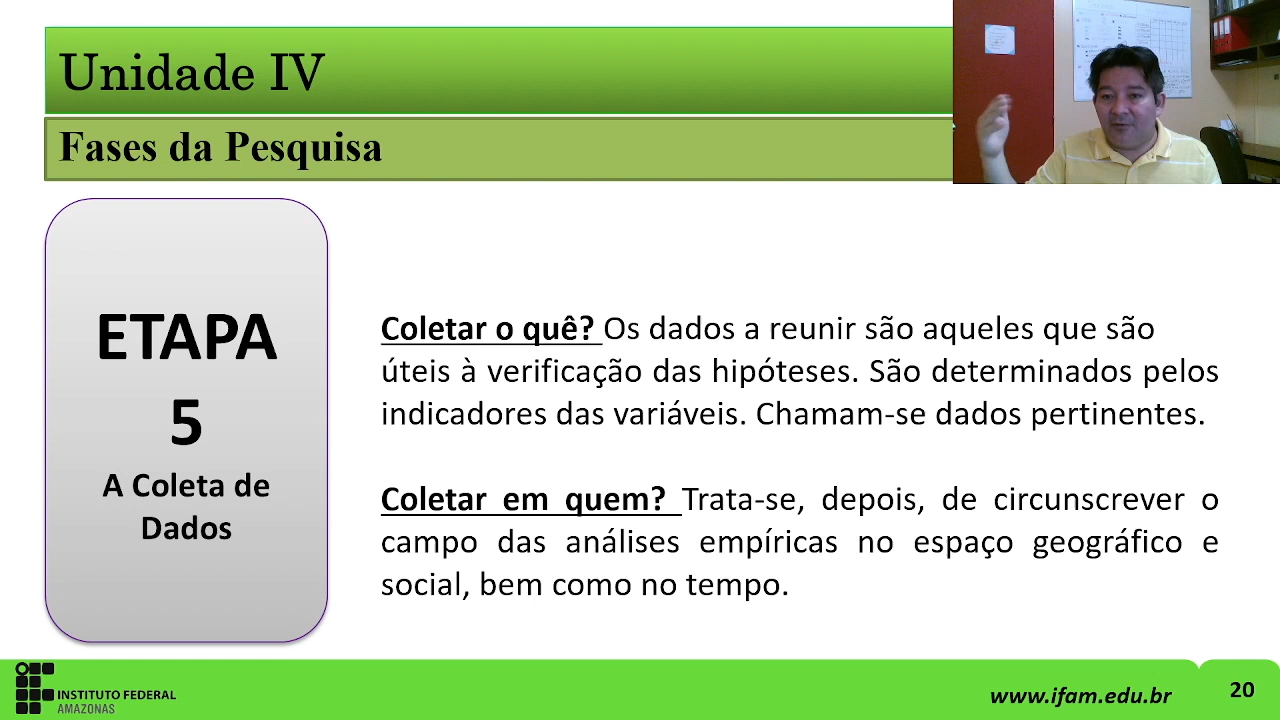 Unidade IV
Fases da Pesquisa
ETAPA
5
A Coleta de
Dados
Coletar o quê? Os dados a reunir são aqueles que são
úteis à verificação das hipóteses. São determinados pelos
indicadores das variáveis. Chamam-se dados pertinentes.
Coletar em quem? Trata-se, depois, de circunscrever o
campo das análises empíricas no espaço geográfico e
social, bem como no tempo.
INSTITUTO FEDERAL
AMAZONAS
www.ifam.edu.br
20